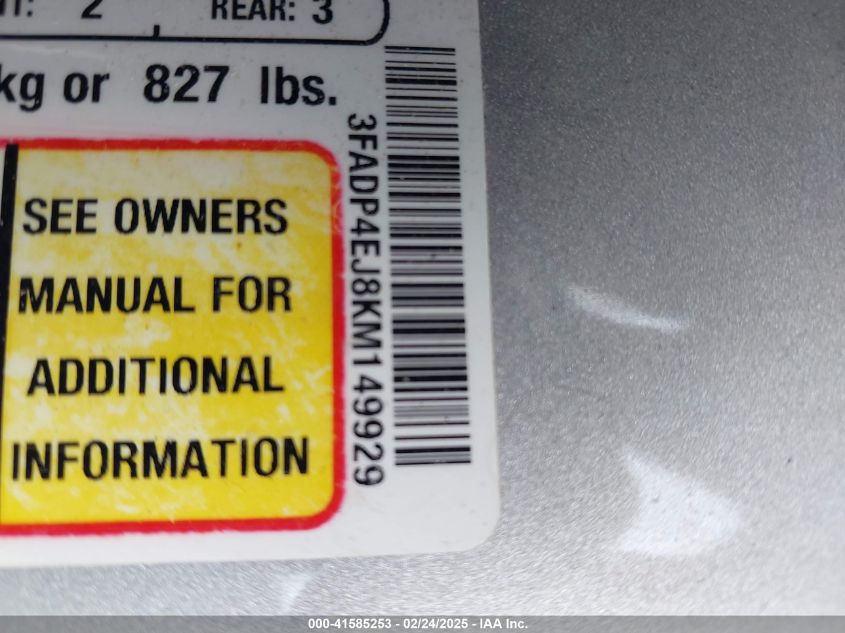 2 REAR: 3
kg or 827 lbs.
SEE OWNERS
MANUAL FOR
ADDITIONAL
INFORMATION
3FADP4EJ8KM149929
000-41585253 - 02/24/2025 - IAA Inc.